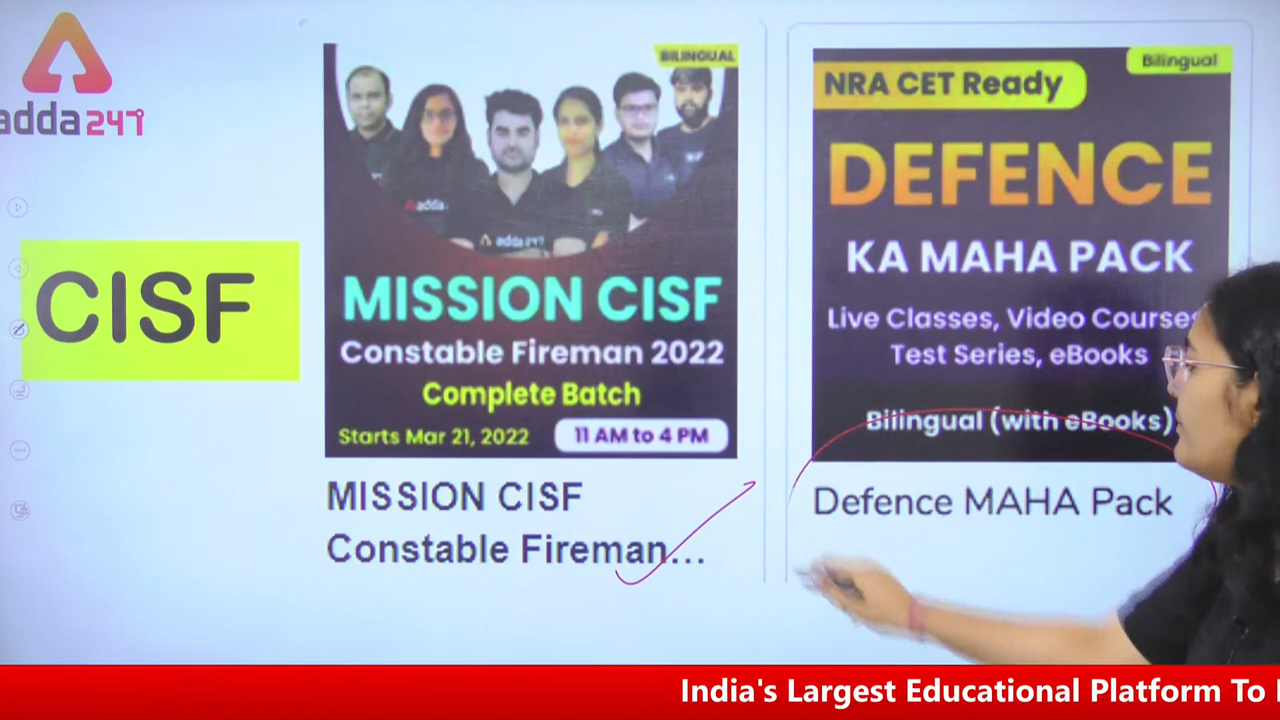 adda247
CISF
BILINGUAL
adda
adda247
MISSION CISF
Constable Fireman 2022
Complete Batch
Starts Mar 21, 2022
11 AM to 4 PM
MISSION CISF
Constable Fireman...
Bilingual
NRA CET Ready
DEFENCE
KA MAHA PACK
Live Classes, Video Courses
Test Series, eBooks
Bilingual (with eBooks)
Defence MAHA Pack
India's Largest Educational Platform To